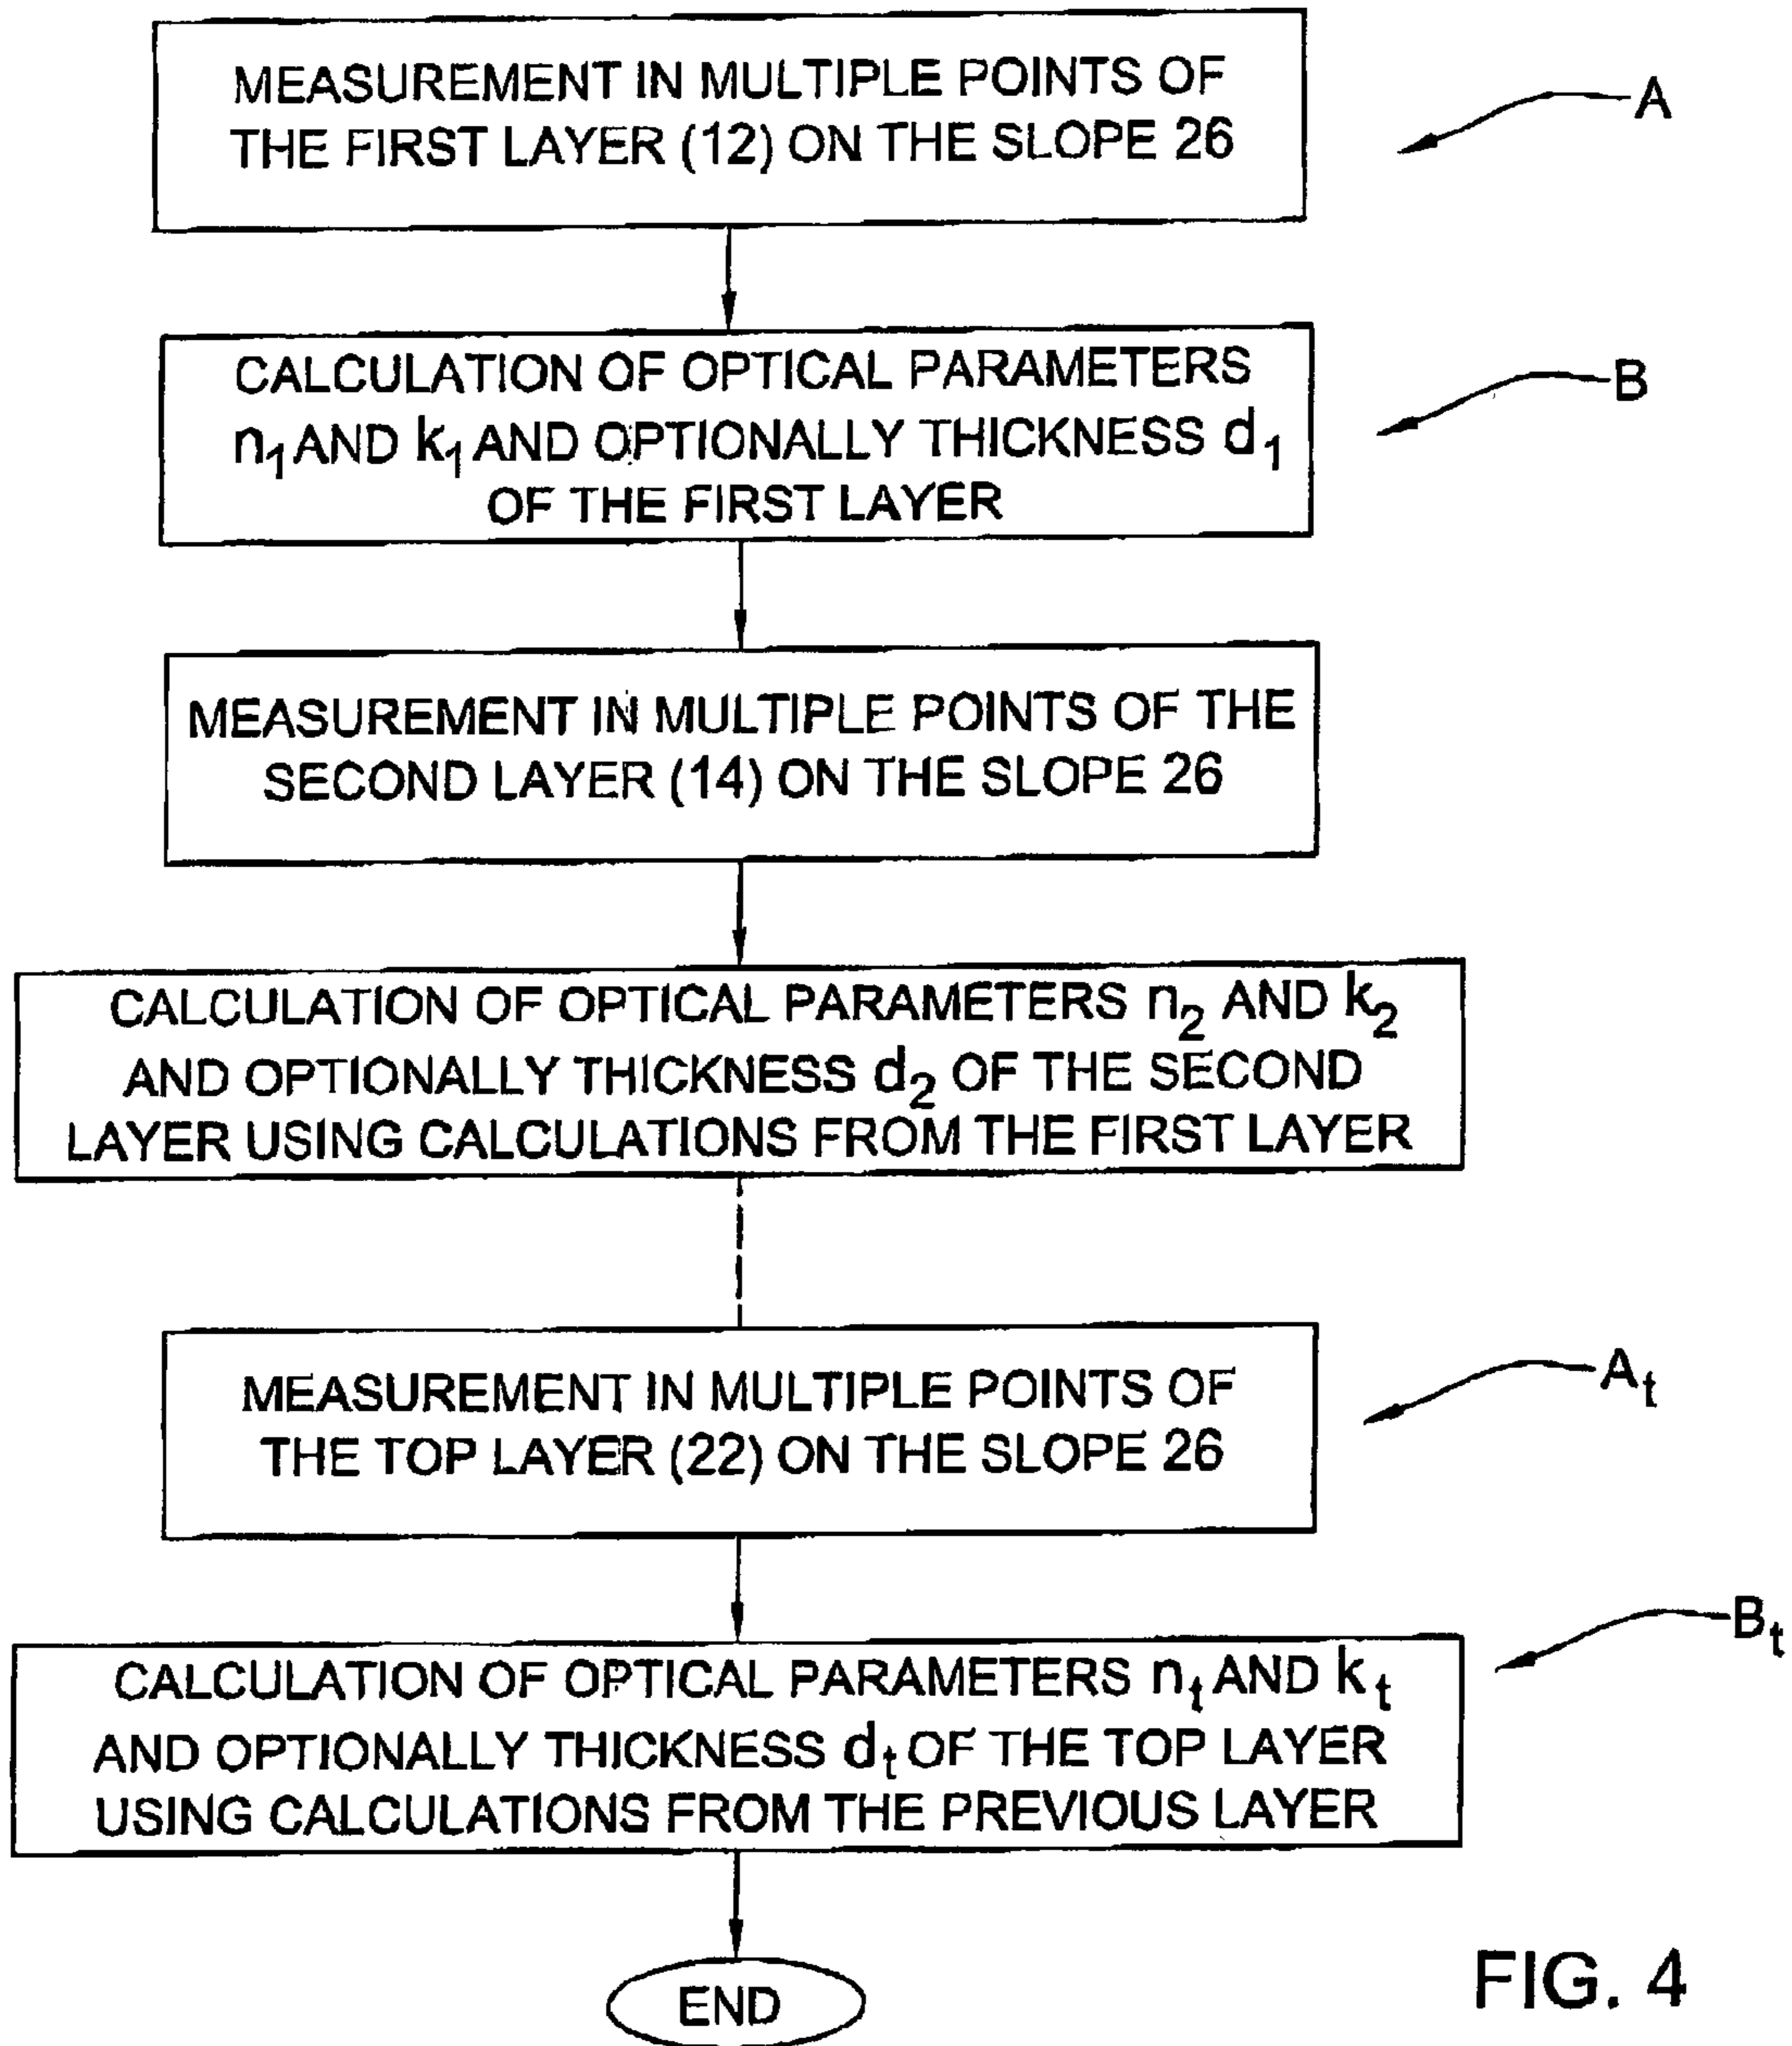 MEASUREMENT IN MULTIPLE POINTS OF
THE FIRST LAYER (12) ON THE SLOPE 26
A
CALCULATION OF OPTICAL PARAMETERS
n₁ AND k₁ AND OPTIONALLY THICKNESS d₁
OF THE FIRST LAYER
B
MEASUREMENT IN MULTIPLE POINTS OF THE
SECOND LAYER (14) ON THE SLOPE 26
CALCULATION OF OPTICAL PARAMETERS n₂ AND k₂
AND OPTIONALLY THICKNESS d₂ OF THE SECOND
LAYER USING CALCULATIONS FROM THE FIRST LAYER
MEASUREMENT IN MULTIPLE POINTS OF
THE TOP LAYER (22) ON THE SLOPE 26
Aₜ
CALCULATION OF OPTICAL PARAMETERS nₜ AND kₜ
AND OPTIONALLY THICKNESS dₜ OF THE TOP LAYER
USING CALCULATIONS FROM THE PREVIOUS LAYER
Bₜ
END
FIG. 4